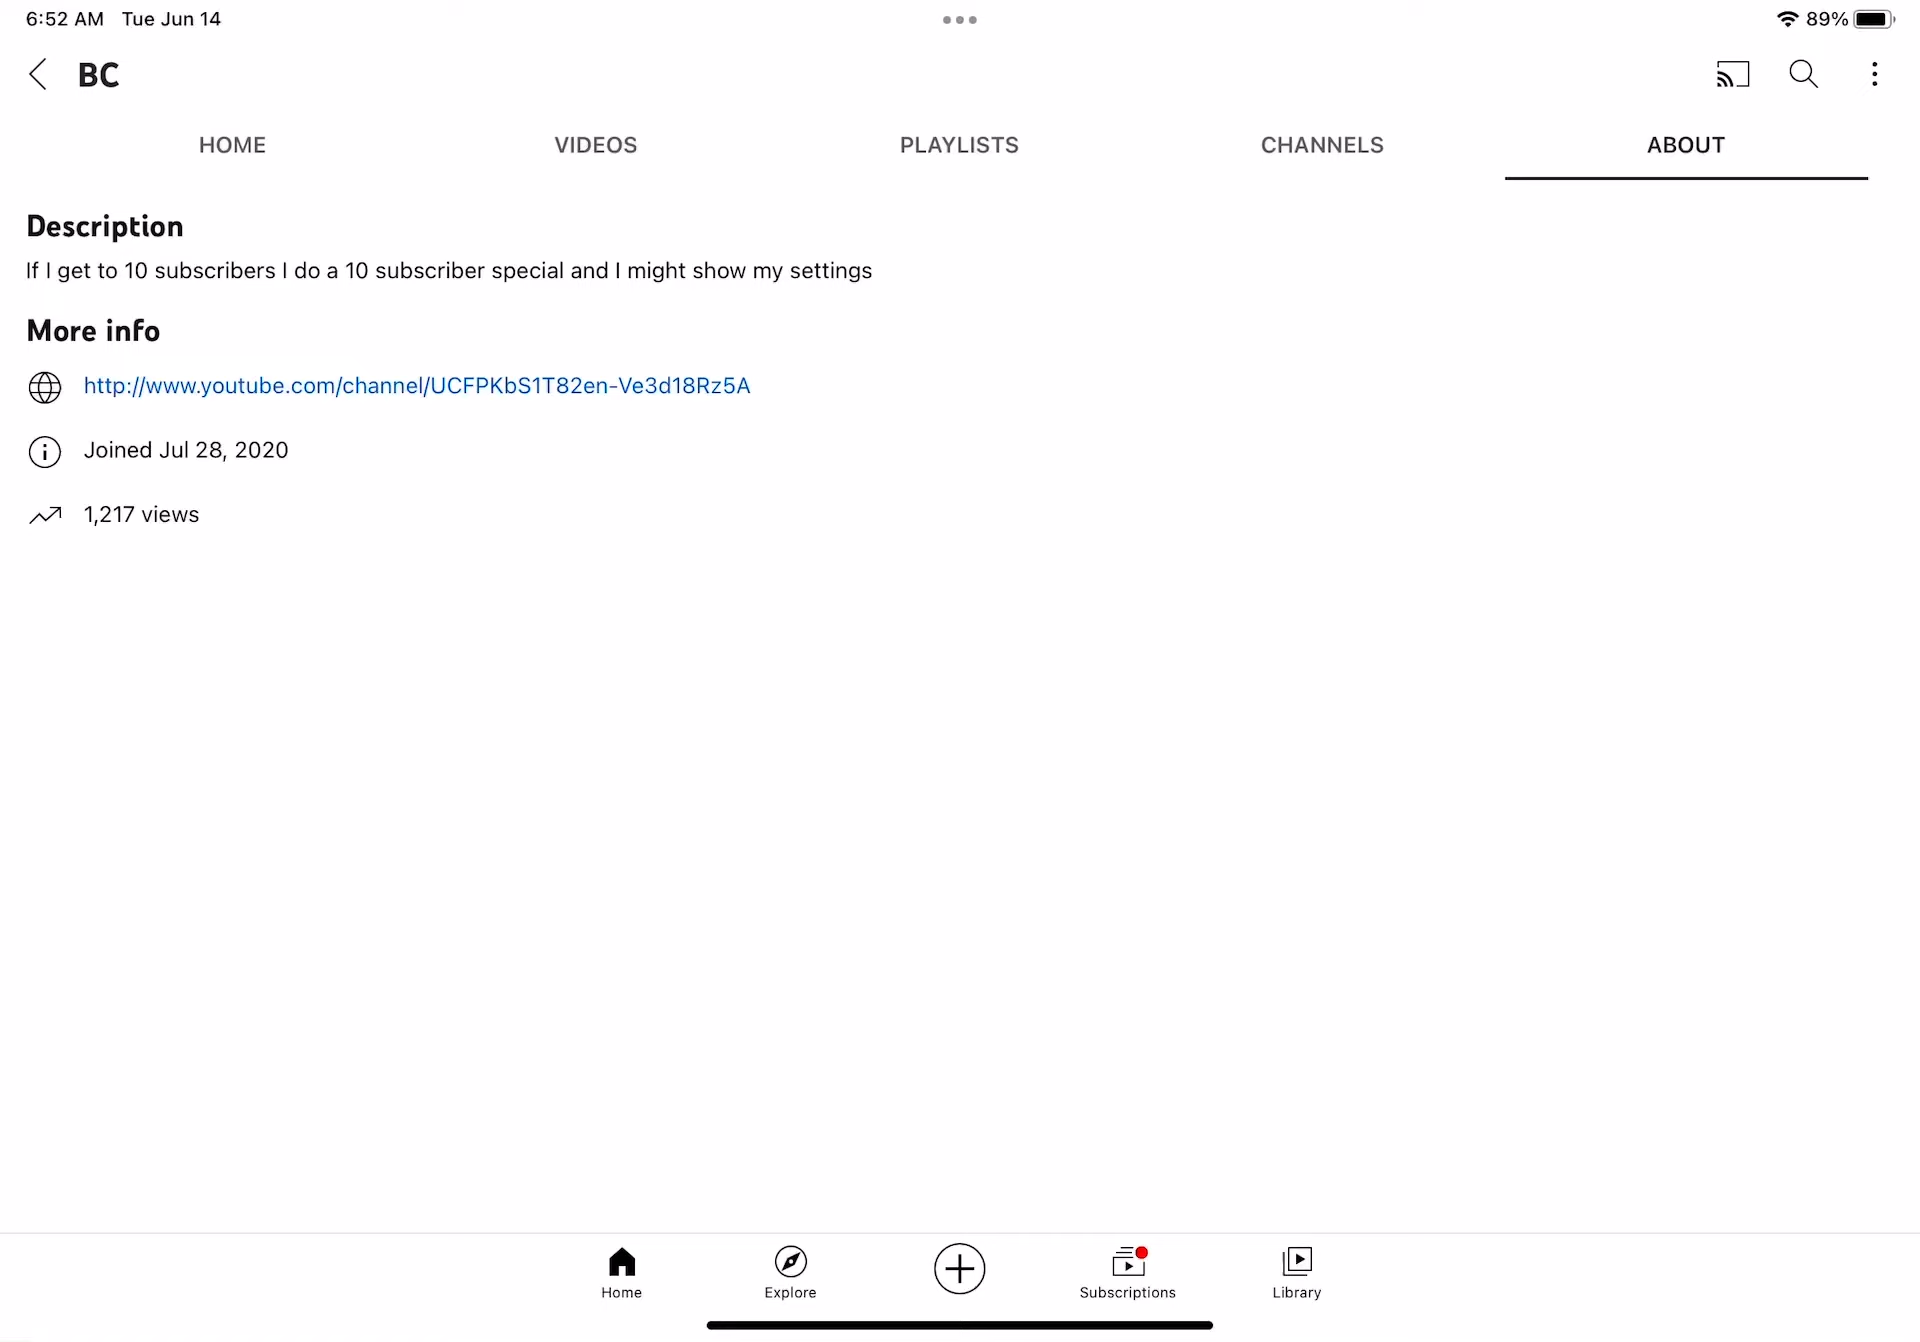 6:52 AM Tue Jun 14
89%
BC
HOME VIDEOS PLAYLISTS CHANNELS ABOUT
Description
If I get to 10 subscribers I do a 10 subscriber special and I might show my settings
More info
http://www.youtube.com/channel/UCFPKbS1T82en-Ve3d18Rz5A
Joined Jul 28, 2020
1,217 views
Home Explore Subscriptions Library